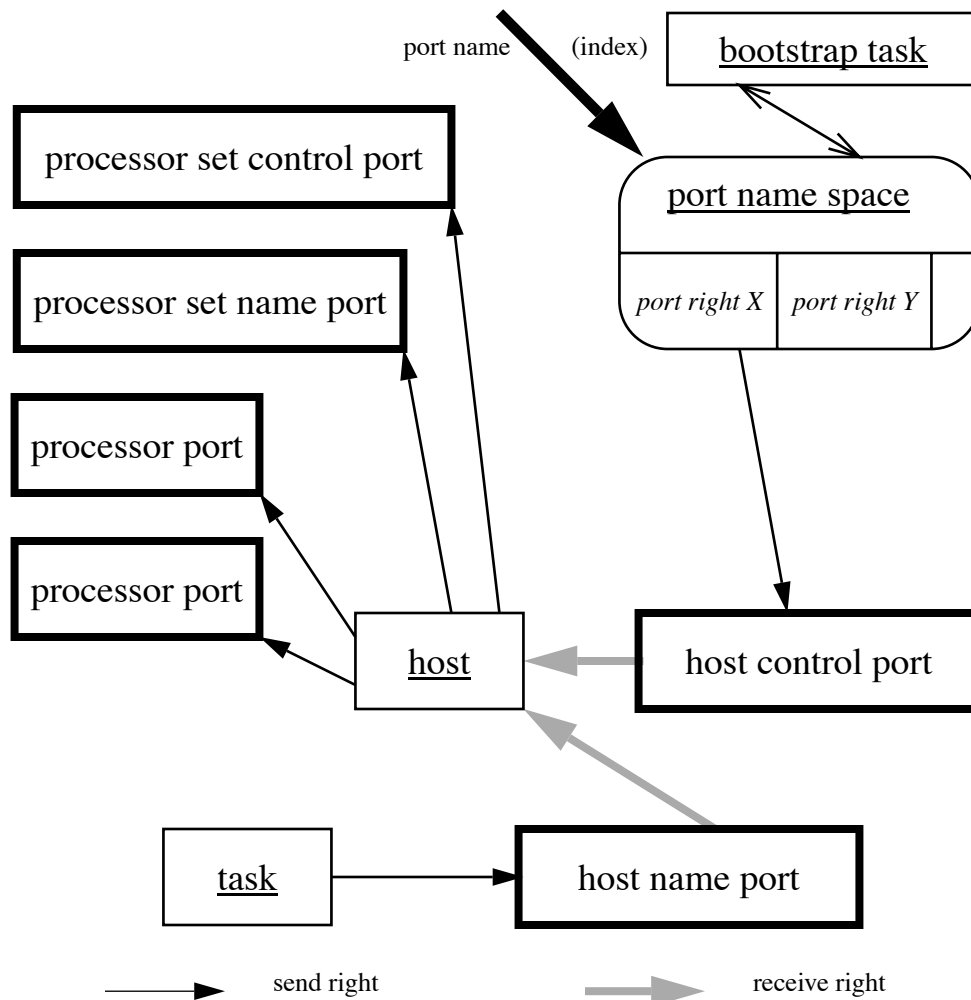 port name
(index)
bootstrap task
processor set control port
port name space
processor set name port
port right X
port right Y
processor port
processor port
host
host control port
task
host name port
send right
receive right